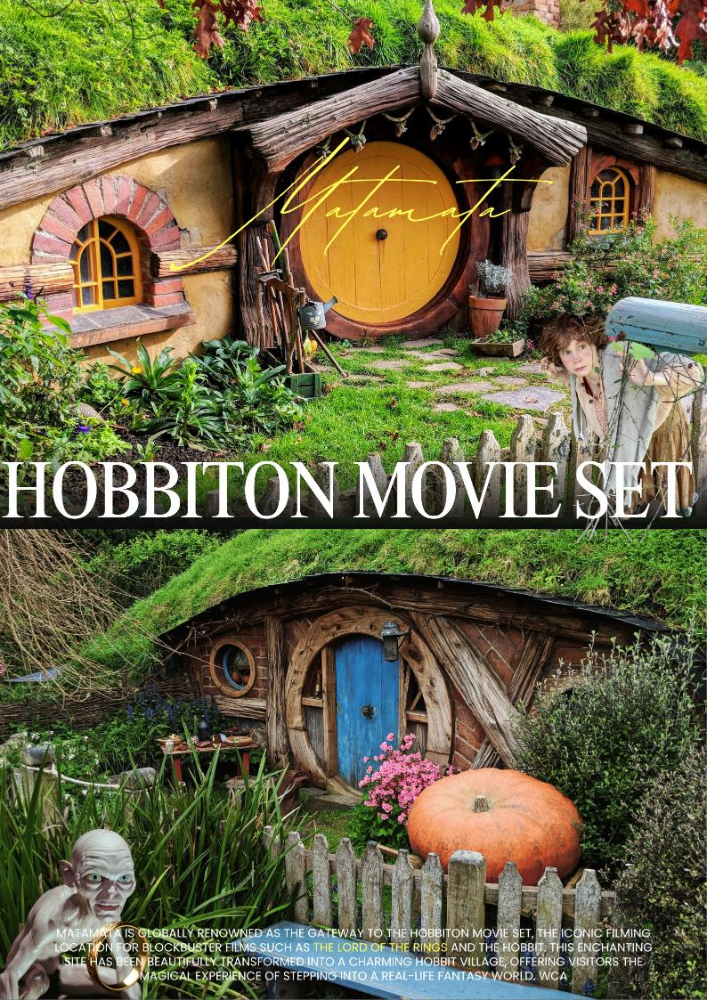 Matamata
HOBBITON MOVIE SET
MATAMATA IS GLOBALLY RENOWNED AS THE GATEWAY TO THE HOBBITON MOVIE SET, THE ICONIC FILMING
LOCATION FOR BLOCKBUSTER FILMS SUCH AS THE LORD OF THE RINGS AND THE HOBBIT. THIS ENCHANTING
SITE HAS BEEN BEAUTIFULLY TRANSFORMED INTO A CHARMING HOBBIT VILLAGE, OFFERING VISITORS THE
MAGICAL EXPERIENCE OF STEPPING INTO A REAL-LIFE FANTASY WORLD. WCA